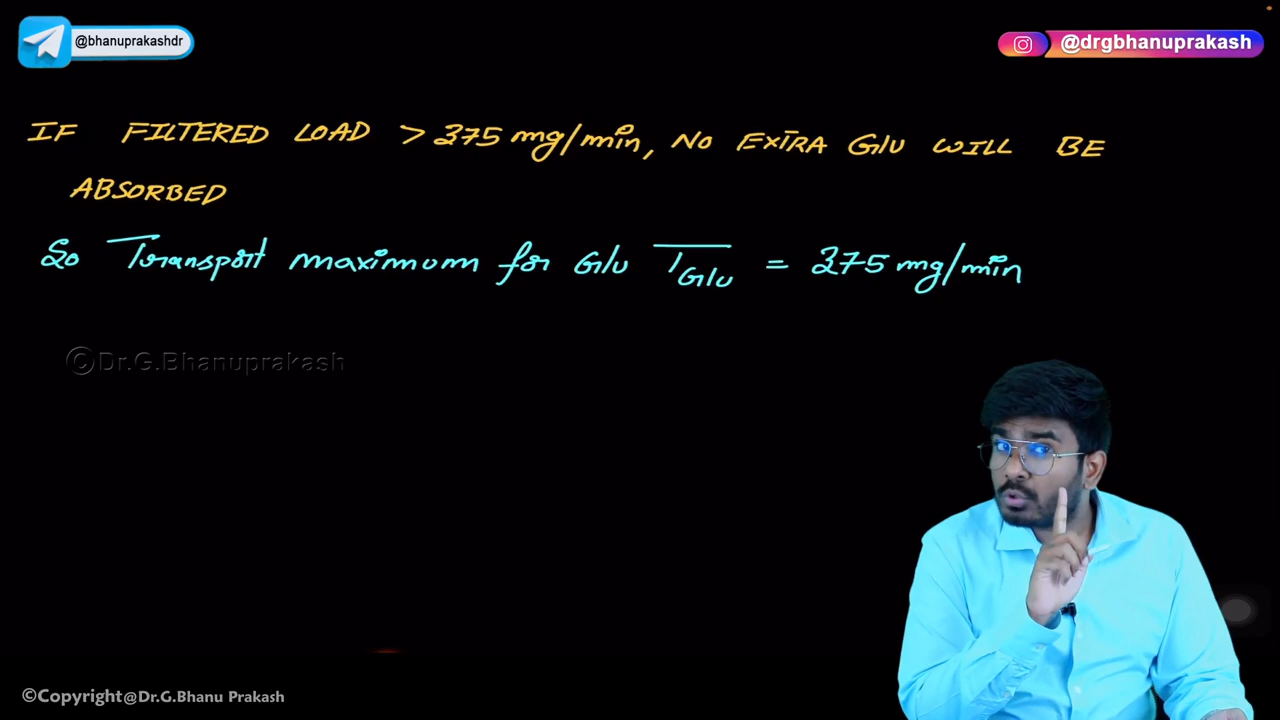 @bhanuprakashdr
@drgbhanuprakash
IF FILTERED LOAD > 375 mg/min, NO EXTRA Glu WILL BE
ABSORBED
So Transport maximum for Glu TGlu = 375 mg/min
©Dr.G.Bhanuprakash
©Copyright@Dr.G.Bhanu Prakash